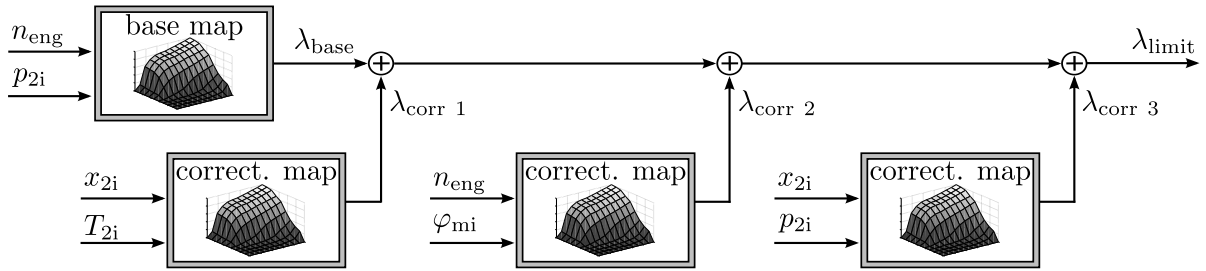 n_eng
p_2i
base map
λ_base
λ_limit
λ_corr 1
λ_corr 2
λ_corr 3
x_2i
T_2i
correct. map
n_eng
φ_mi
correct. map
x_2i
p_2i
correct. map